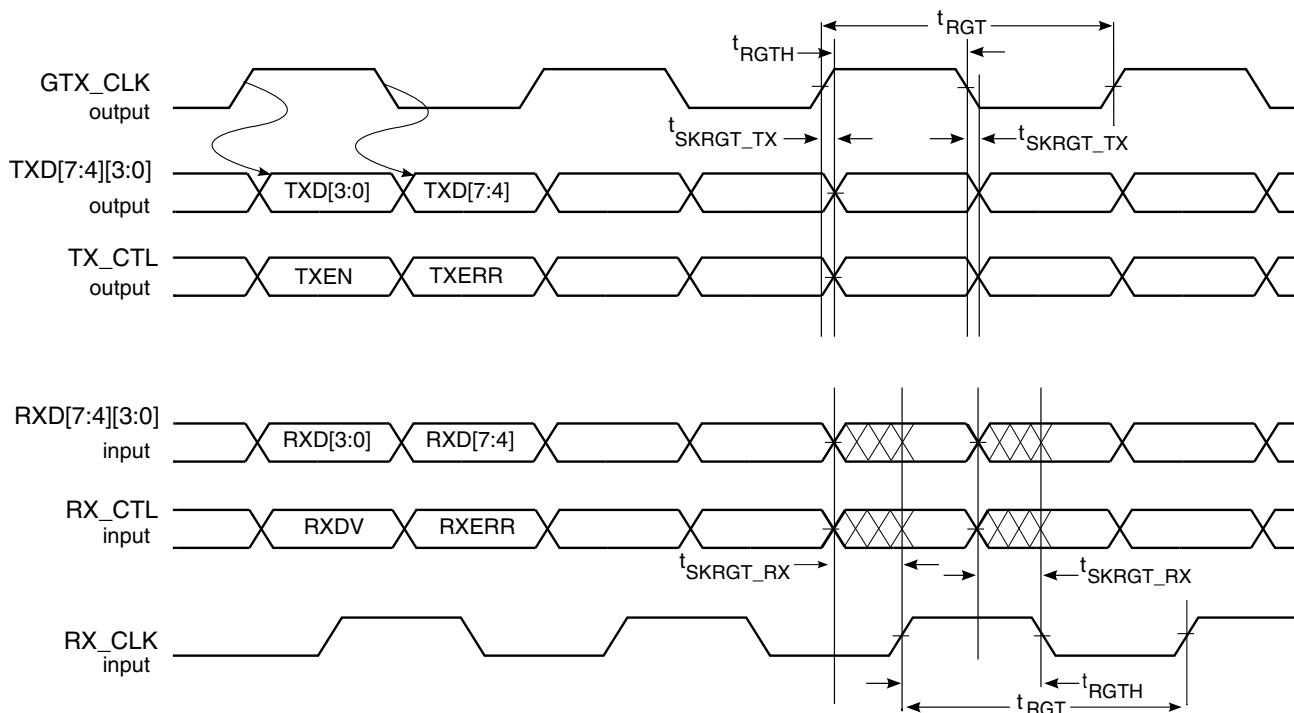 t_RGT
t_RGTH
GTX_CLK
output
t_SKRGT_TX
t_SKRGT_TX
TXD[7:4][3:0]
output
TXD[3:0]
TXD[7:4]
TX_CTL
output
TXEN
TXERR
RXD[7:4][3:0]
input
RXD[3:0]
RXD[7:4]
RX_CTL
input
RXDV
RXERR
t_SKRGT_RX
t_SKRGT_RX
RX_CLK
input
t_RGTH
t_RGT